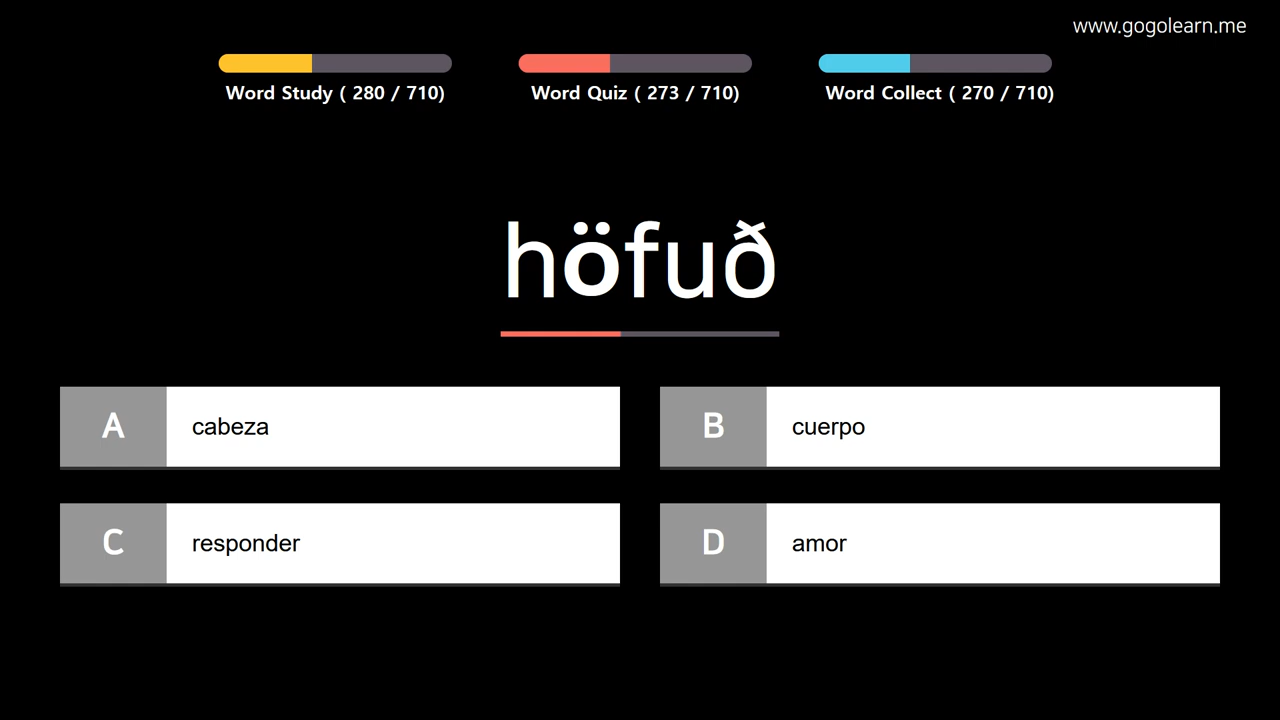 www.gogolearn.me
Word Study ( 280 / 710)
Word Quiz ( 273 / 710)
Word Collect ( 270 / 710)
höfuð
A cabeza
B cuerpo
C responder
D amor